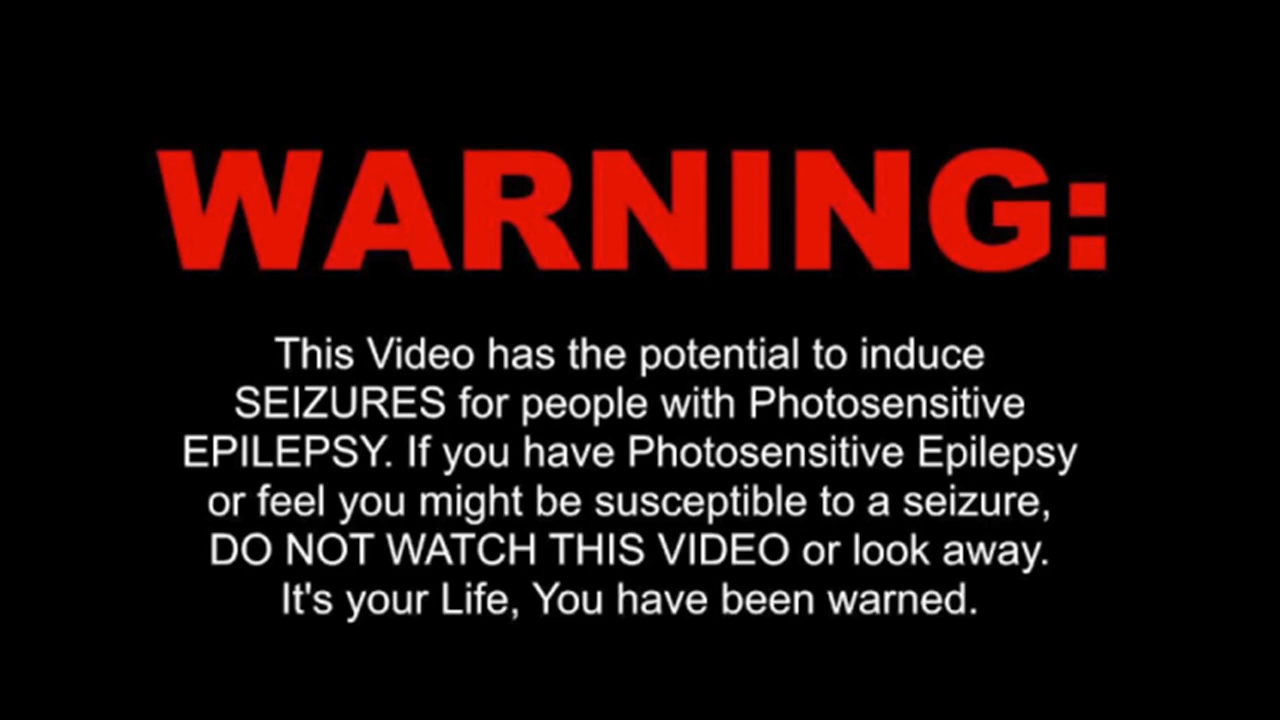 WARNING:
This Video has the potential to induce
SEIZURES for people with Photosensitive
EPILEPSY. If you have Photosensitive Epilepsy
or feel you might be susceptible to a seizure,
DO NOT WATCH THIS VIDEO or look away.
It's your Life, You have been warned.